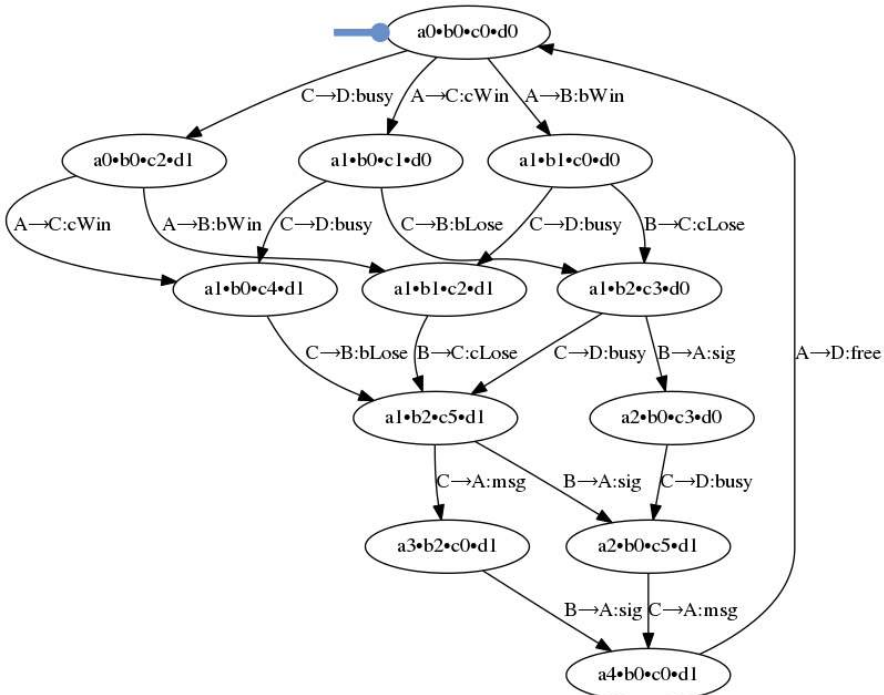 a0•b0•c0•d0
C→D:busy
A→C:cWin
A→B:bWin
a0•b0•c2•d1
a1•b0•c1•d0
a1•b1•c0•d0
A→C:cWin
A→B:bWin
C→D:busy
C→B:bLose
C→D:busy
B→C:cLose
a1•b0•c4•d1
a1•b1•c2•d1
a1•b2•c3•d0
C→B:bLose
B→C:cLose
C→D:busy
B→A:sig
A→D:free
a1•b2•c5•d1
a2•b0•c3•d0
C→A:msg
B→A:sig
C→D:busy
a3•b2•c0•d1
a2•b0•c5•d1
B→A:sig
C→A:msg
a4•b0•c0•d1